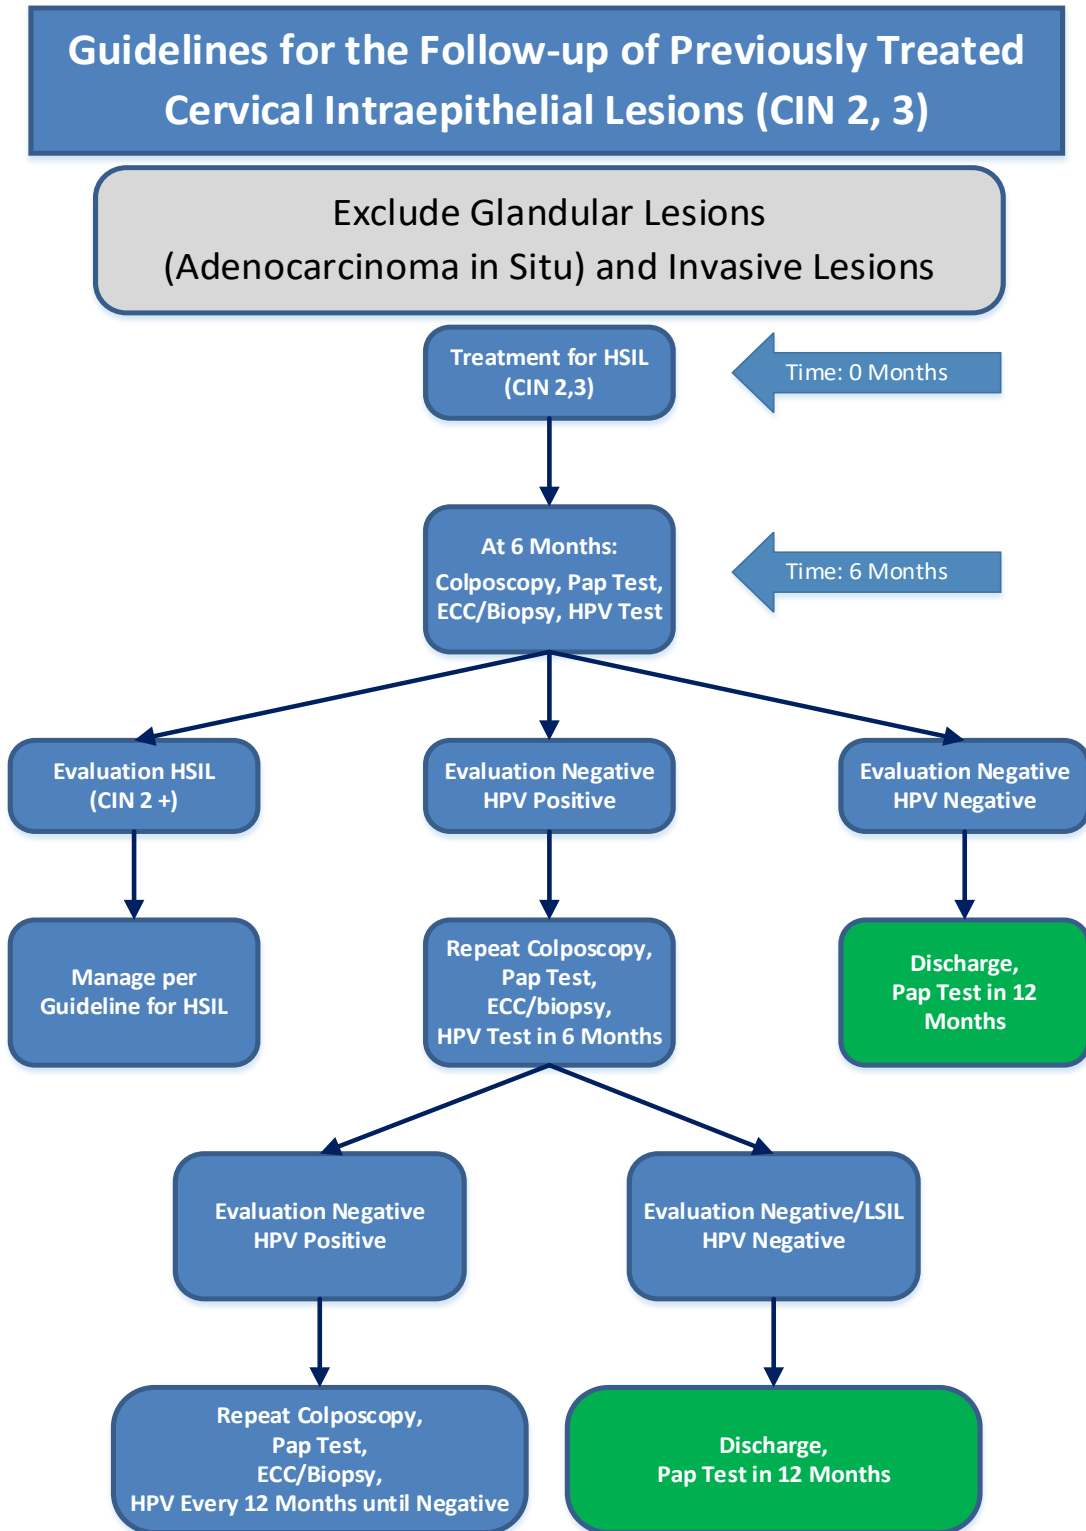 Guidelines for the Follow-up of Previously Treated
Cervical Intraepithelial Lesions (CIN 2, 3)
Exclude Glandular Lesions
(Adenocarcinoma in Situ) and Invasive Lesions
Treatment for HSIL
(CIN 2,3)
Time: 0 Months
At 6 Months:
Colposcopy, Pap Test,
ECC/Biopsy, HPV Test
Time: 6 Months
Evaluation HSIL
(CIN 2 +)
Evaluation Negative
HPV Positive
Evaluation Negative
HPV Negative
Manage per
Guideline for HSIL
Repeat Colposcopy,
Pap Test,
ECC/biopsy,
HPV Test in 6 Months
Discharge,
Pap Test in 12
Months
Evaluation Negative
HPV Positive
Evaluation Negative/LSIL
HPV Negative
Repeat Colposcopy,
Pap Test,
ECC/Biopsy,
HPV Every 12 Months until Negative
Discharge,
Pap Test in 12 Months